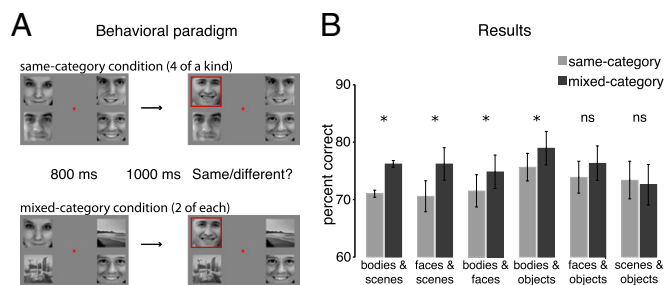 A
Behavioral paradigm
same-category condition (4 of a kind)
800 ms
1000 ms
Same/different?
mixed-category condition (2 of each)
B
Results
same-category
mixed-category
percent correct
90
80
70
60
* * * * ns ns
bodies & scenes
faces & scenes
bodies & faces
bodies & objects
faces & objects
scenes & objects